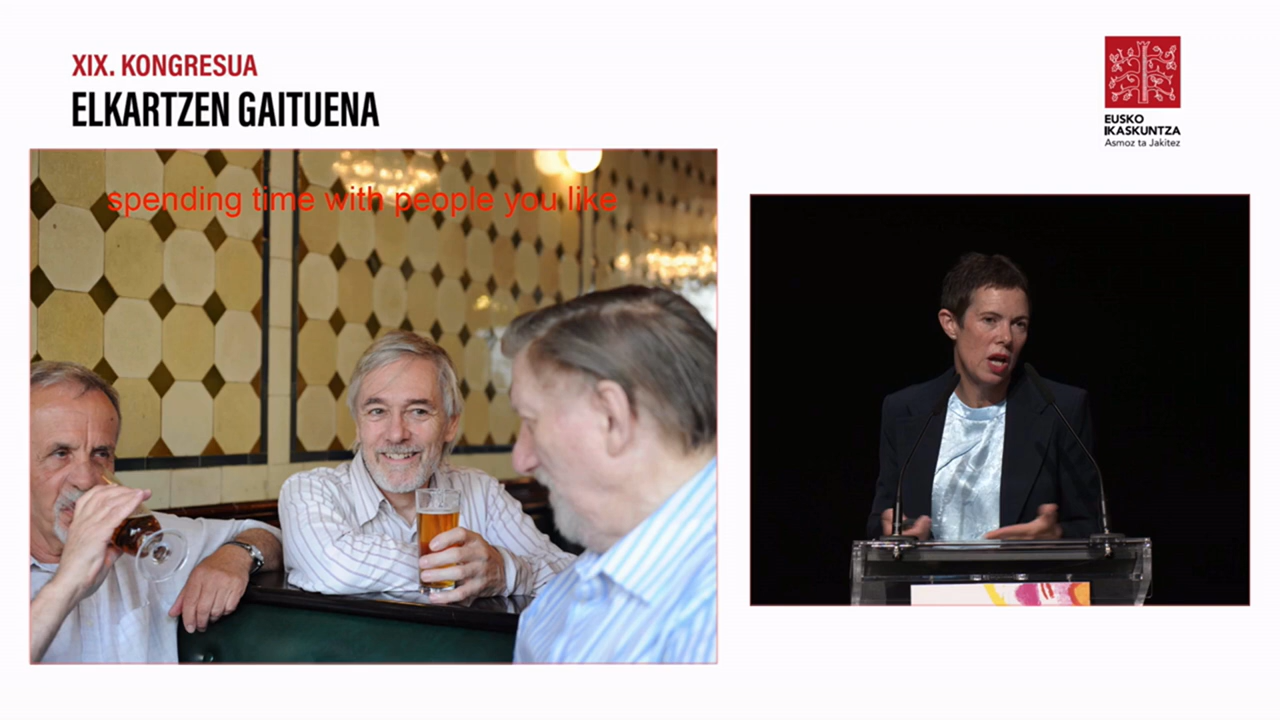 XIX. KONGRESUA
ELKARTZEN GAITUENA
EUSKO
IKASKUNTZA
Asmoz ta Jakitez
spending time with people you like